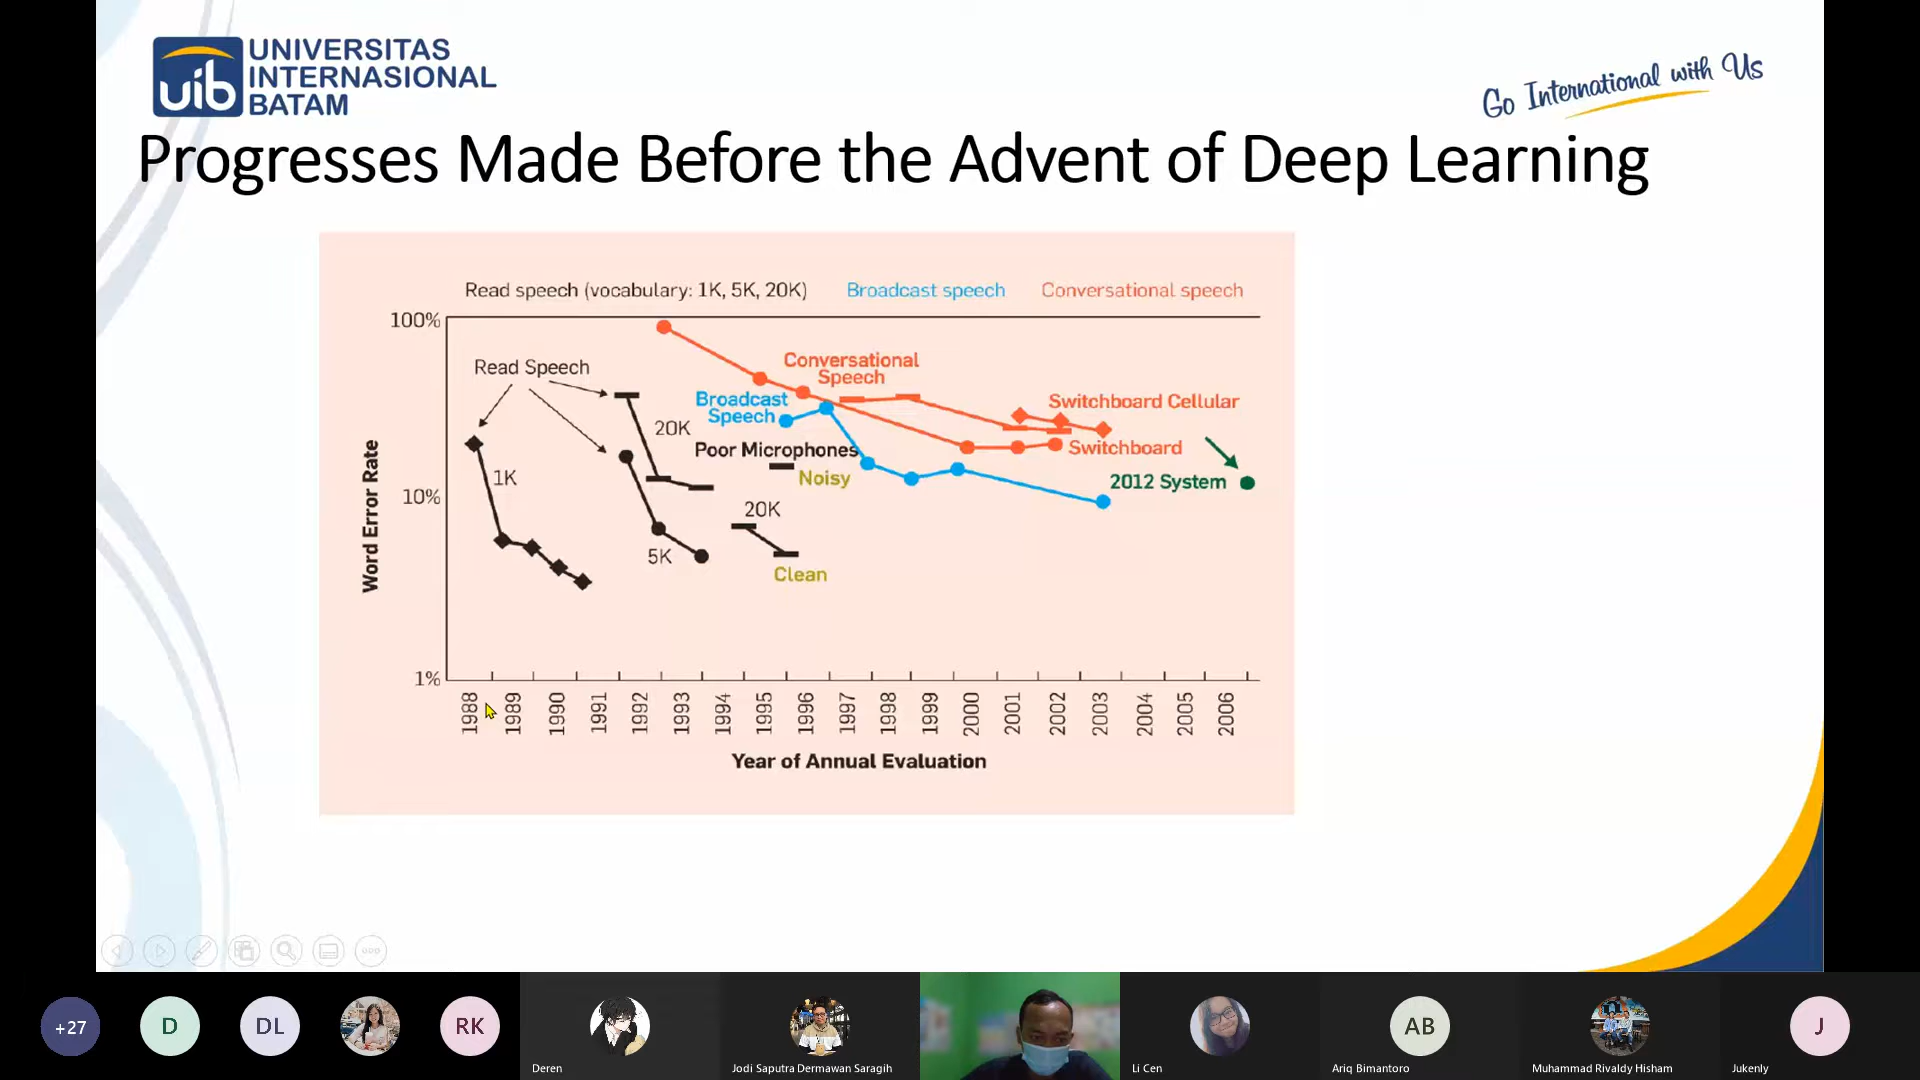 UNIVERSITAS
INTERNASIONAL
BATAM
uib
Go International with Us
Progresses Made Before the Advent of Deep Learning
Read speech (vocabulary: 1K, 5K, 20K)
Broadcast speech
Conversational speech
100%
Read Speech
Conversational
Speech
Broadcast
Speech
Switchboard Cellular
20K
Poor Microphones
Switchboard
1K
Noisy
2012 System
10%
20K
5K
Clean
Word Error Rate
1%
1988 1989 1990 1991 1992 1993 1994 1995 1996 1997 1998 1999 2000 2001 2002 2003 2004 2005 2006
Year of Annual Evaluation
+27
D
DL
RK
AB
J
Deren
Jodi Saputra Dermawan Saragih
Li Cen
Ariq Bimantoro
Muhammad Rivaldy Hisham
Jukenly